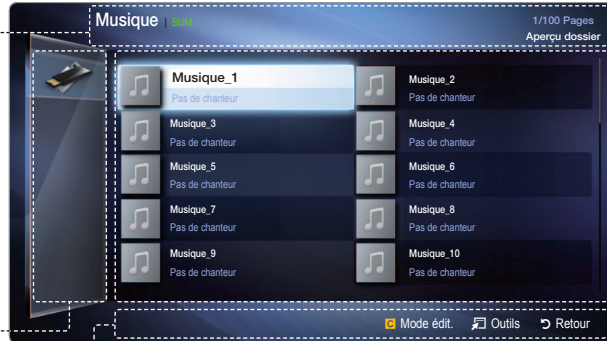 Musique | SUM
1/100 Pages
Aperçu dossier
Musique_1
Pas de chanteur
Musique_2
Pas de chanteur
Musique_3
Pas de chanteur
Musique_4
Pas de chanteur
Musique_5
Pas de chanteur
Musique_6
Pas de chanteur
Musique_7
Pas de chanteur
Musique_8
Pas de chanteur
Musique_9
Pas de chanteur
Musique_10
Pas de chanteur
C Mode édit. Outils Retour